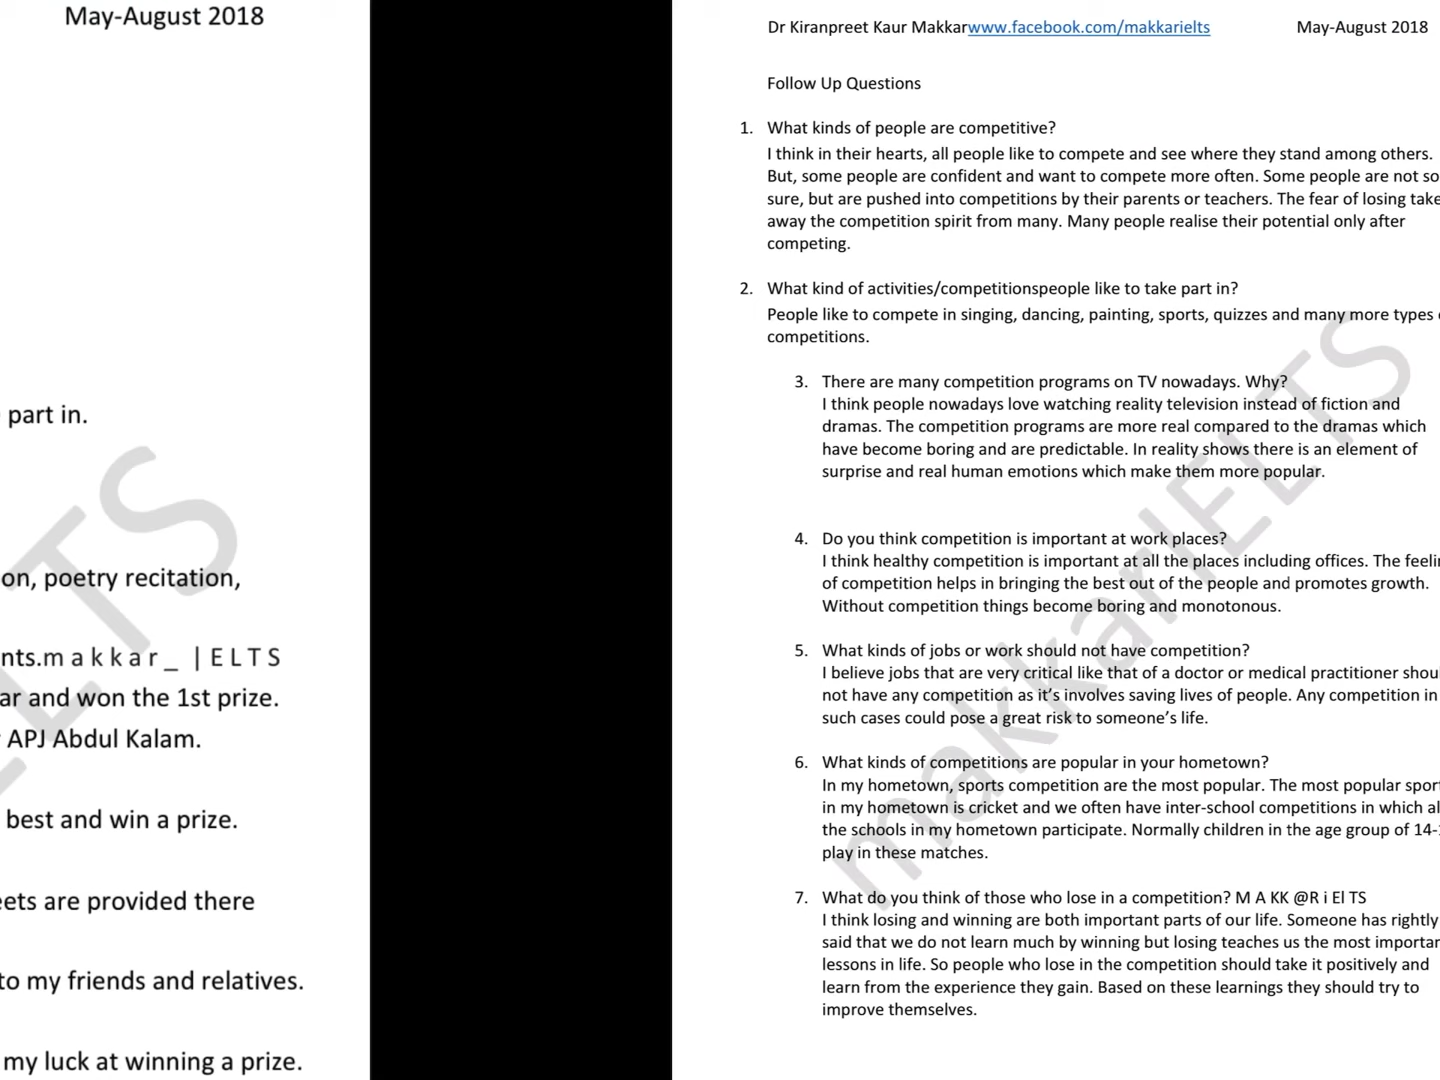 May-August 2018
part in.
on, poetry recitation,
nts.m a k k a r _ | E L T S
ar and won the 1st prize.
APJ Abdul Kalam.
best and win a prize.
eets are provided there
to my friends and relatives.
my luck at winning a prize.
ELTS
Dr Kiranpreet Kaur Makkarwww.facebook.com/makkarielts May-August 2018
Follow Up Questions
1. What kinds of people are competitive?
I think in their hearts, all people like to compete and see where they stand among others.
But, some people are confident and want to compete more often. Some people are not so
sure, but are pushed into competitions by their parents or teachers. The fear of losing take
away the competition spirit from many. Many people realise their potential only after
competing.
2. What kind of activities/competitionspeople like to take part in?
People like to compete in singing, dancing, painting, sports, quizzes and many more types
competitions.
3. There are many competition programs on TV nowadays. Why?
I think people nowadays love watching reality television instead of fiction and
dramas. The competition programs are more real compared to the dramas which
have become boring and are predictable. In reality shows there is an element of
surprise and real human emotions which make them more popular.
4. Do you think competition is important at work places?
I think healthy competition is important at all the places including offices. The feelin
of competition helps in bringing the best out of the people and promotes growth.
Without competition things become boring and monotonous.
5. What kinds of jobs or work should not have competition?
I believe jobs that are very critical like that of a doctor or medical practitioner shou
not have any competition as it's involves saving lives of people. Any competition in
such cases could pose a great risk to someone's life.
6. What kinds of competitions are popular in your hometown?
In my hometown, sports competition are the most popular. The most popular sport
in my hometown is cricket and we often have inter-school competitions in which al
the schools in my hometown participate. Normally children in the age group of 14-
play in these matches.
7. What do you think of those who lose in a competition? M A KK @R i El TS
I think losing and winning are both important parts of our life. Someone has rightly
said that we do not learn much by winning but losing teaches us the most importan
lessons in life. So people who lose in the competition should take it positively and
learn from the experience they gain. Based on these learnings they should try to
improve themselves.
makkarIELTS